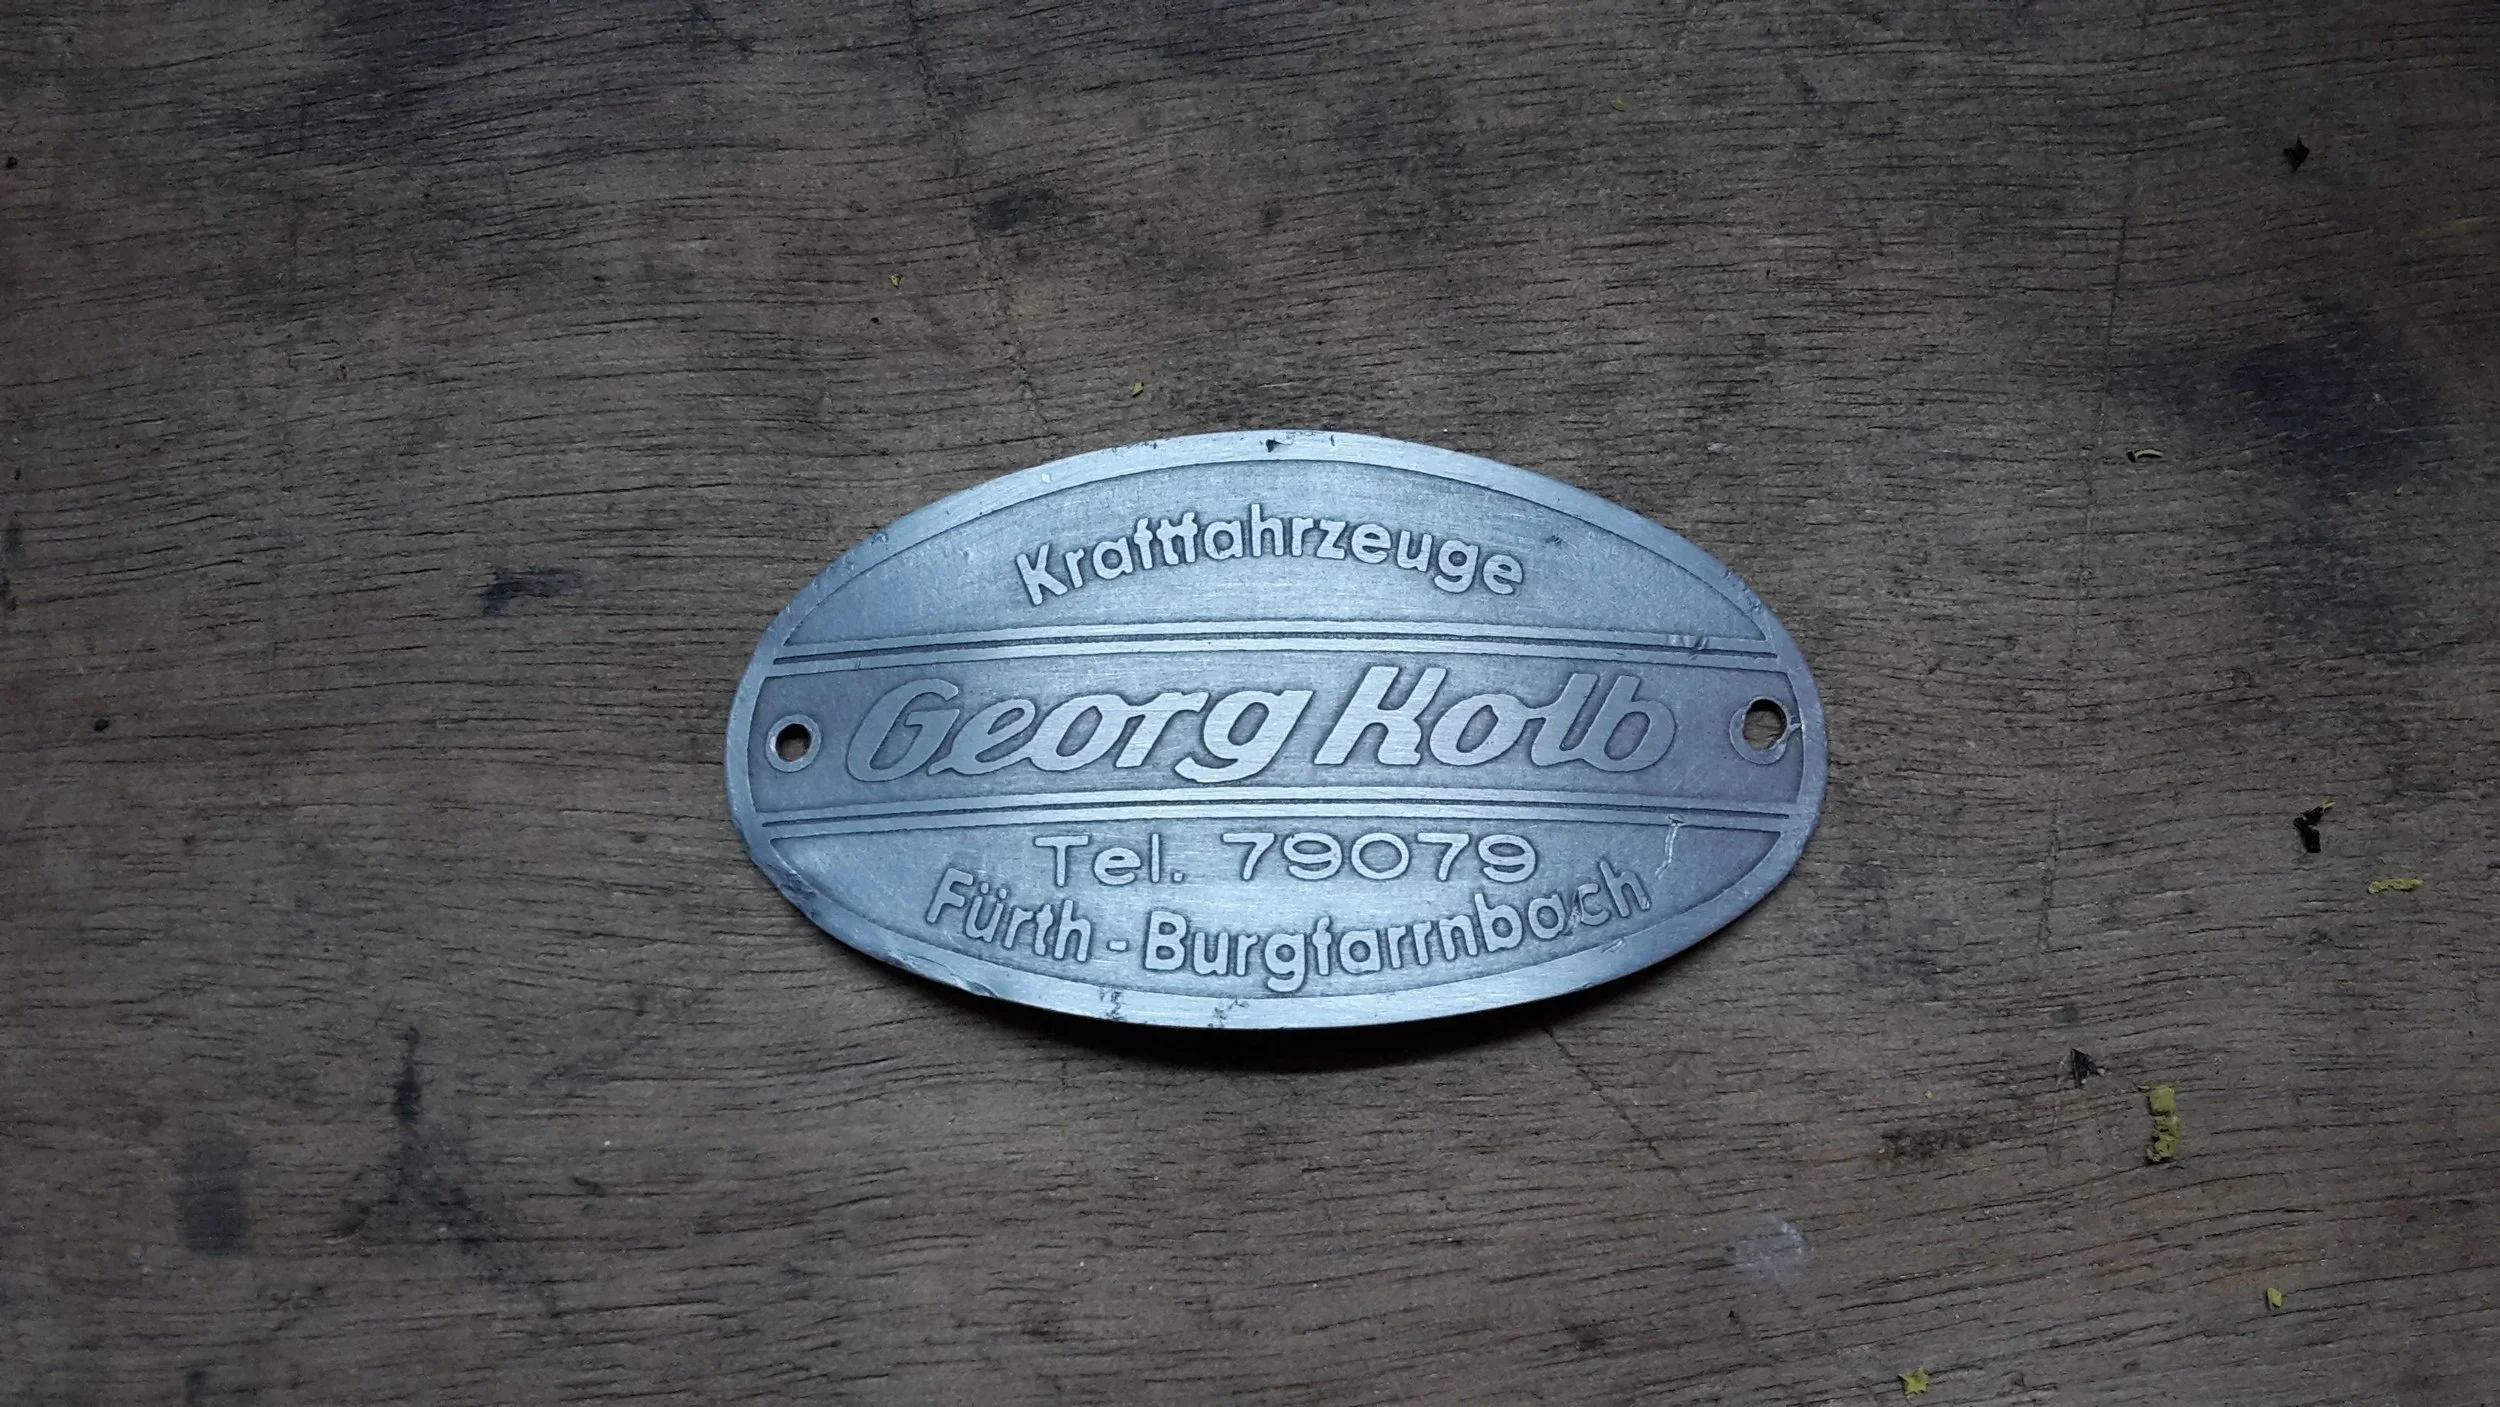 Kraftfahrzeuge
Georg Kolb
Tel. 79079
Fürth - Burgfarrnbach